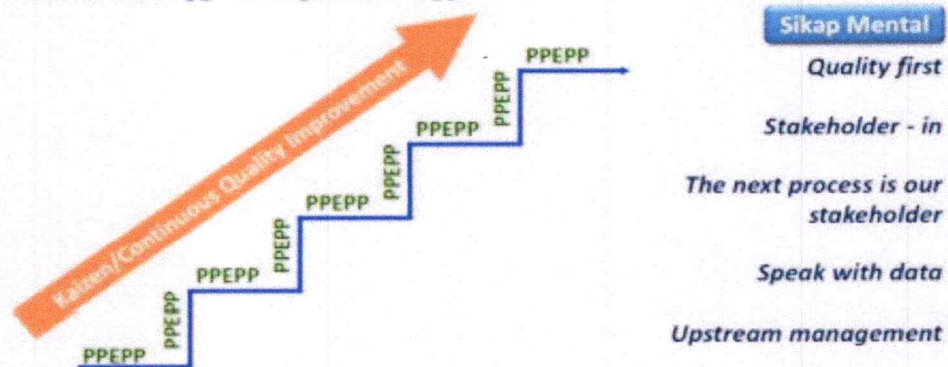 Sikap Mental
Quality first
Stakeholder - in
The next process is our
stakeholder
Speak with data
Upstream management
Kaizen/Continuous Quality Improvement
PPEPP
PPEPP
PPEPP
PPEPP
PPEPP
PPEPP
PPEPP
PPEPP
PPEPP